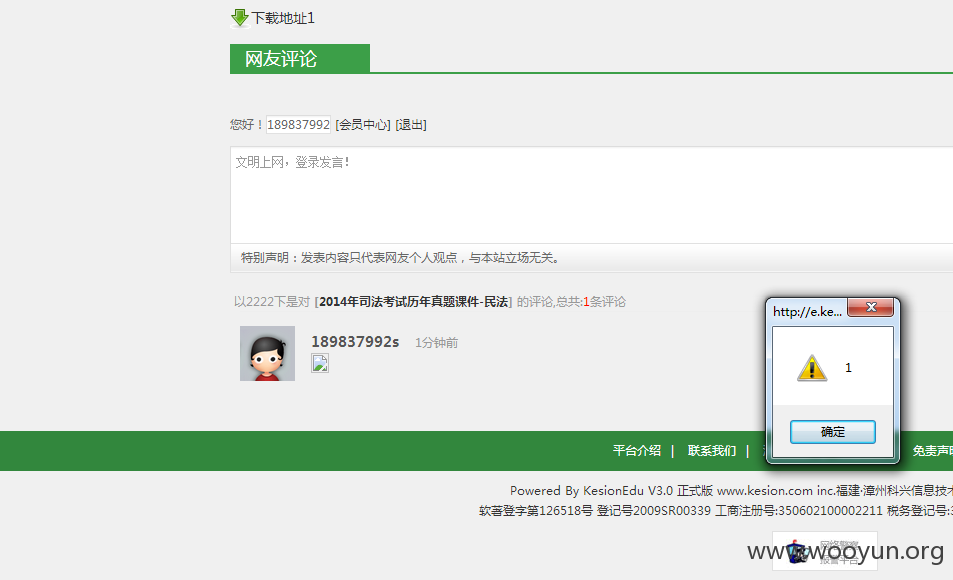 下载地址1
网友评论
您好！189837992 [会员中心] [退出]
文明上网，登录发言！
特别声明：发表内容只代表网友个人观点，与本站立场无关。
以2222下是对 [2014年司法考试历年真题课件-民法] 的评论,总共:1条评论
189837992s 1分钟前
http://e.ke...
1
确定
平台介绍 | 联系我们 | 免责声
Powered By KesionEdu V3.0 正式版 www.kesion.com inc.福建·漳州科兴信息技
软著登字第126518号 登记号2009SR00339 工商注册号:350602100002211 税务登记号:
网络警察
报警平台
www.wooyun.org